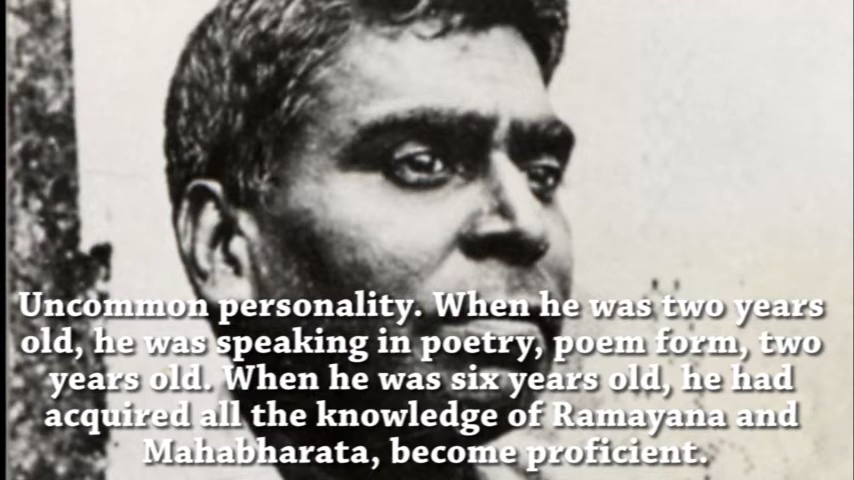 Uncommon personality. When he was two years
old, he was speaking in poetry, poem form, two
years old. When he was six years old, he had
acquired all the knowledge of Ramayana and
Mahabharata, become proficient.